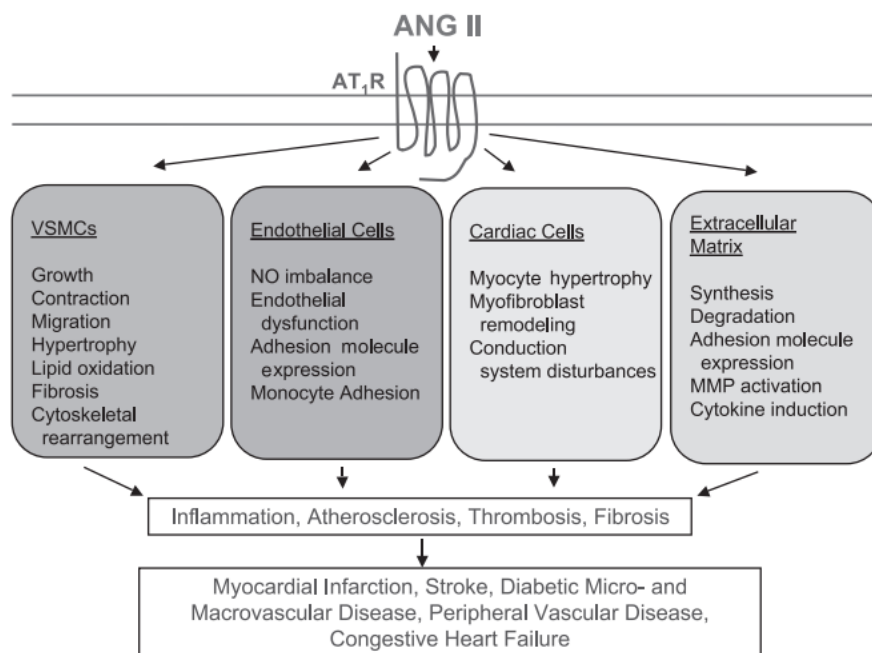 ANG II
AT₁R
VSMCs
Growth
Contraction
Migration
Hypertrophy
Lipid oxidation
Fibrosis
Cytoskeletal
rearrangement
Endothelial Cells
NO imbalance
Endothelial
dysfunction
Adhesion molecule
expression
Monocyte Adhesion
Cardiac Cells
Myocyte hypertrophy
Myofibroblast
remodeling
Conduction
system disturbances
Extracellular
Matrix
Synthesis
Degradation
Adhesion molecule
expression
MMP activation
Cytokine induction
Inflammation, Atherosclerosis, Thrombosis, Fibrosis
Myocardial Infarction, Stroke, Diabetic Micro- and
Macrovascular Disease, Peripheral Vascular Disease,
Congestive Heart Failure